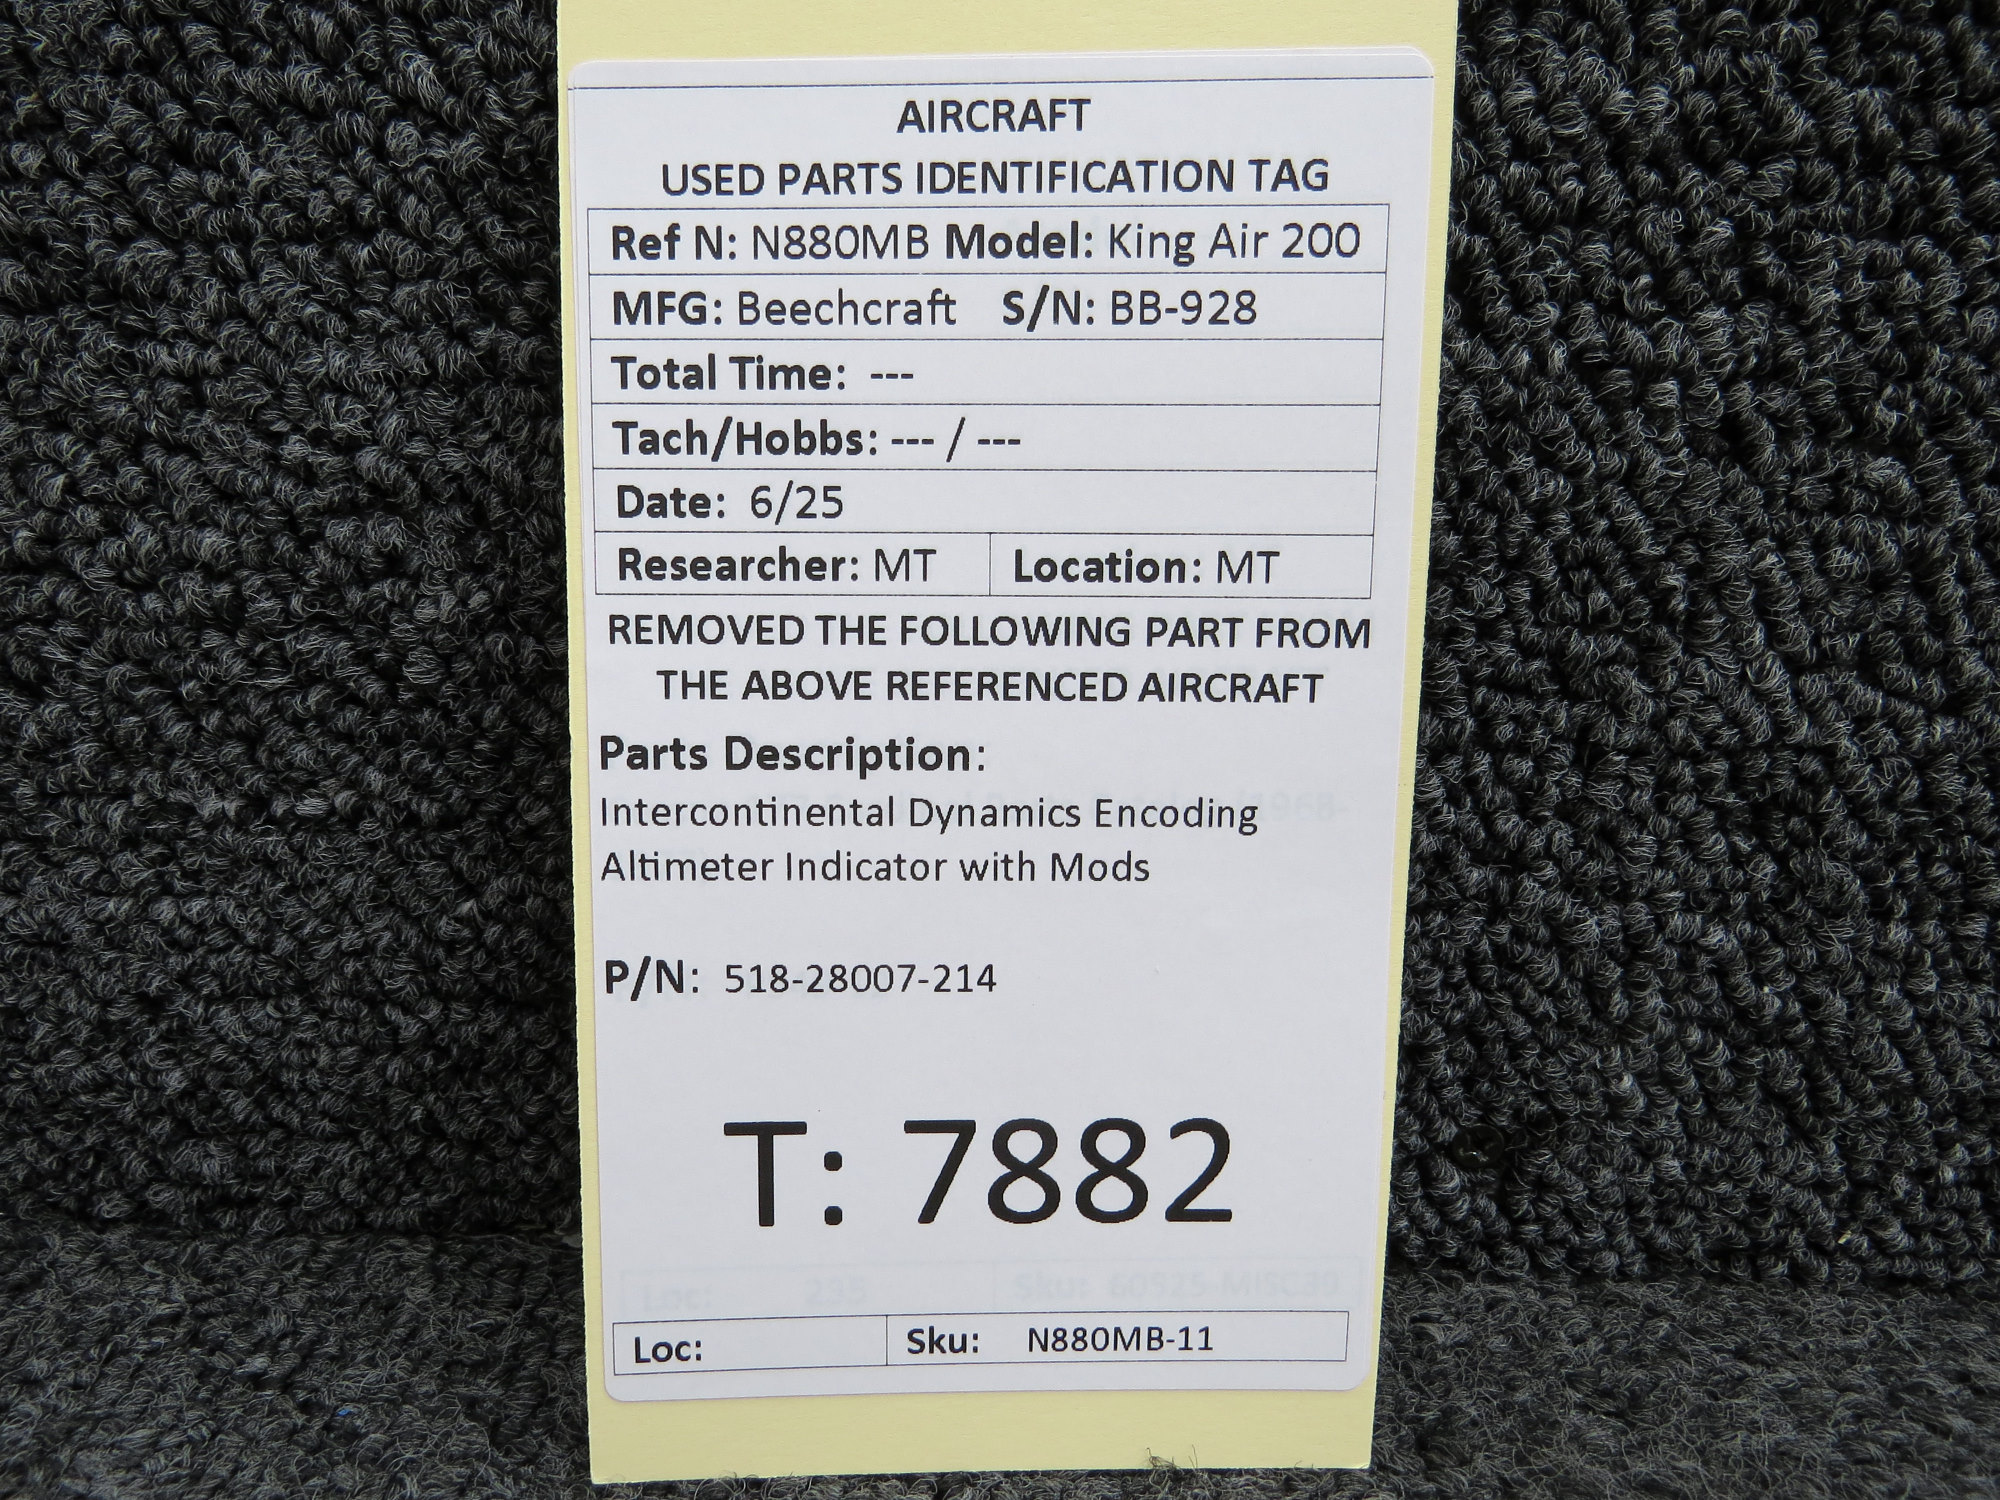 AIRCRAFT
USED PARTS IDENTIFICATION TAG
Ref N: N880MB Model: King Air 200
MFG: Beechcraft S/N: BB-928
Total Time: ---
Tach/Hobbs: --- / ---
Date: 6/25
Researcher: MT Location: MT
REMOVED THE FOLLOWING PART FROM
THE ABOVE REFERENCED AIRCRAFT
Parts Description:
Intercontinental Dynamics Encoding
Altimeter Indicator with Mods
P/N: 518-28007-214
T: 7882
Loc: Sku: N880MB-11